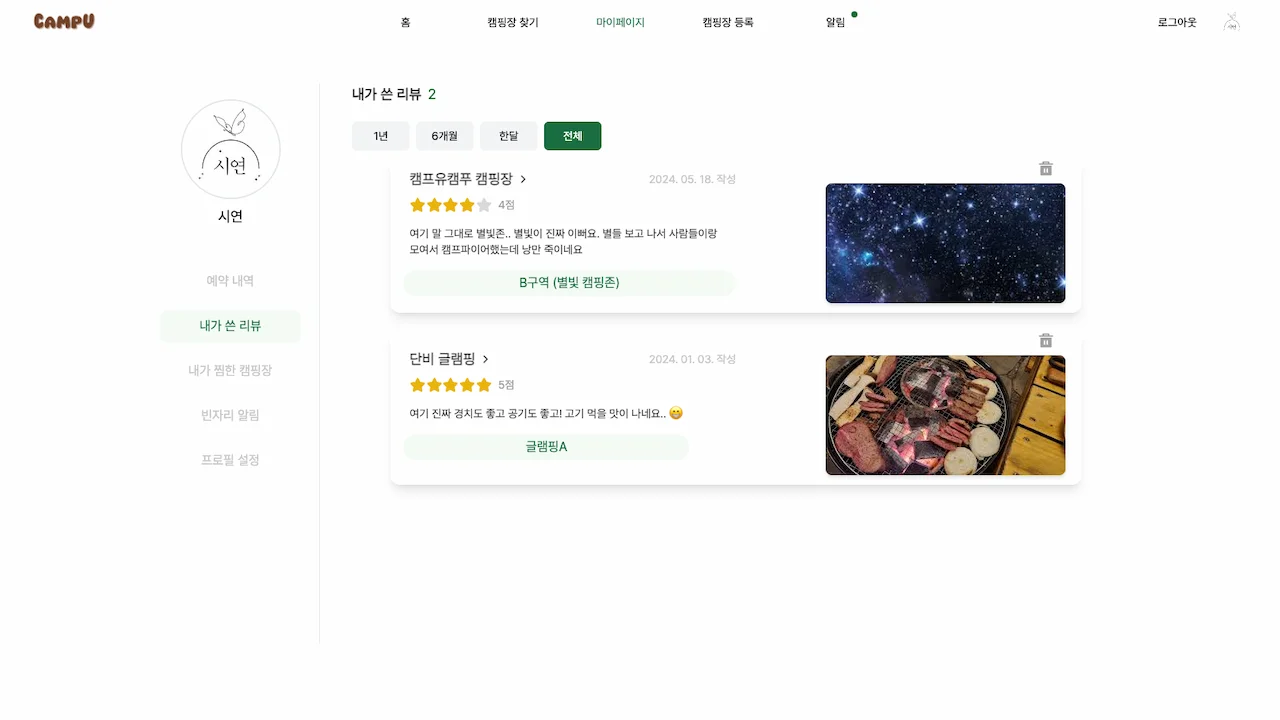 CAMPU
홈
캠핑장 찾기
마이페이지
캠핑장 등록
알림
로그아웃
시연
시연
예약 내역
내가 쓴 리뷰
내가 찜한 캠핑장
빈자리 알림
프로필 설정
내가 쓴 리뷰 2
1년
6개월
한달
전체
캠프유캠푸 캠핑장 >
2024. 05. 18. 작성
4점
여기 말 그대로 별빛존.. 별빛이 진짜 이뻐요. 별들 보고 나서 사람들이랑
모여서 캠프파이어했는데 낭만 죽이네요
B구역 (별빛 캠핑존)
단비 글램핑 >
2024. 01. 03. 작성
5점
여기 진짜 경치도 좋고 공기도 좋고! 고기 먹을 맛이 나네요.. 😁
글램핑A